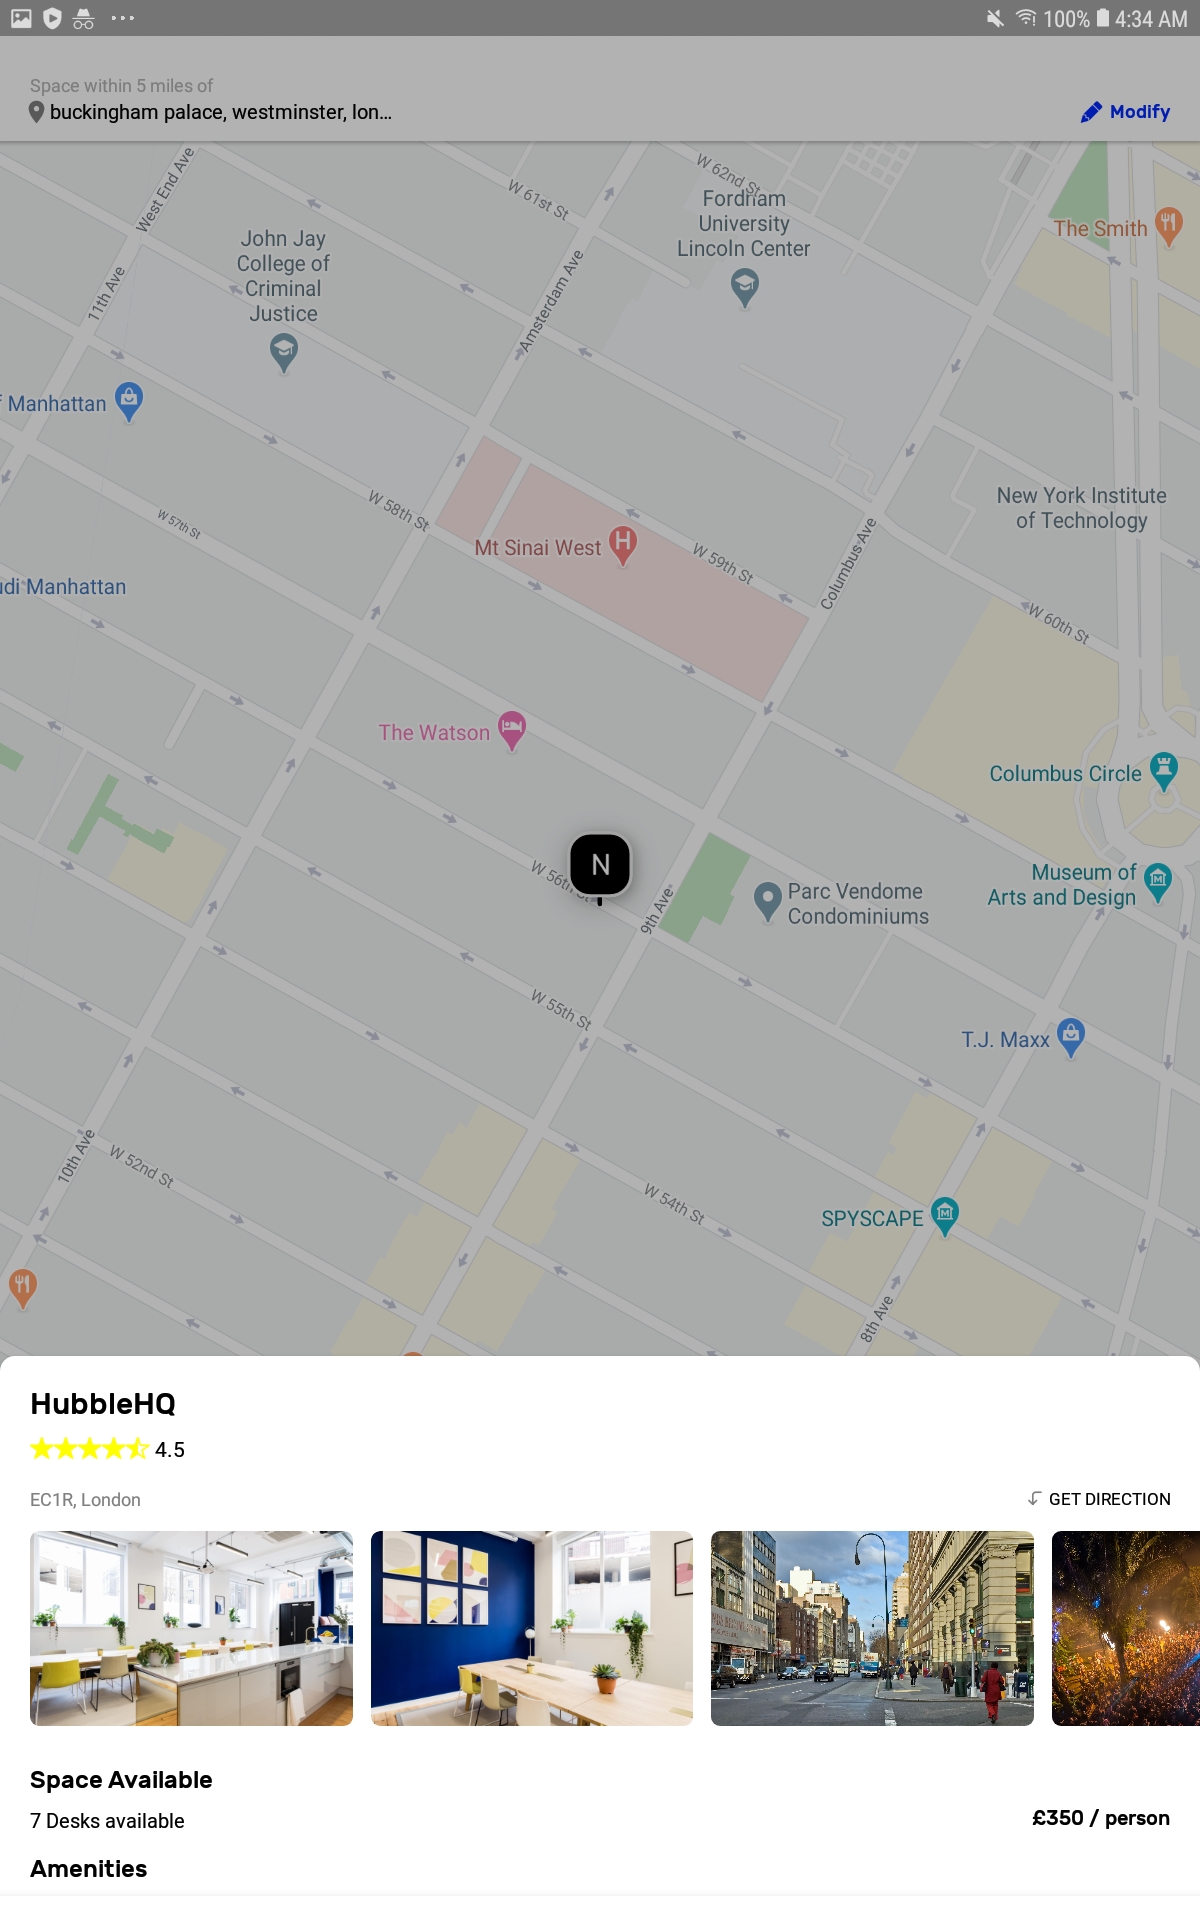 100% 4:34 AM
Space within 5 miles of
buckingham palace, westminster, lon...
Modify
West End Ave
W 61st St
W 62nd St
Fordham
University
Lincoln Center
The Smith
John Jay
College of
Criminal
Justice
11th Ave
Amsterdam Ave
Manhattan
W 58th St
W 57th St
New York Institute
of Technology
Mt Sinai West
W 59th St
Columbus Ave
udi Manhattan
W 60th St
The Watson
Columbus Circle
N
W 56th St
9th Ave
Parc Vendome
Condominiums
Museum of
Arts and Design
W 55th St
T.J. Maxx
10th Ave
W 52nd St
W 54th St
SPYSCAPE
8th Ave
HubbleHQ
4.5
EC1R, London
GET DIRECTION
Space Available
7 Desks available
£350 / person
Amenities